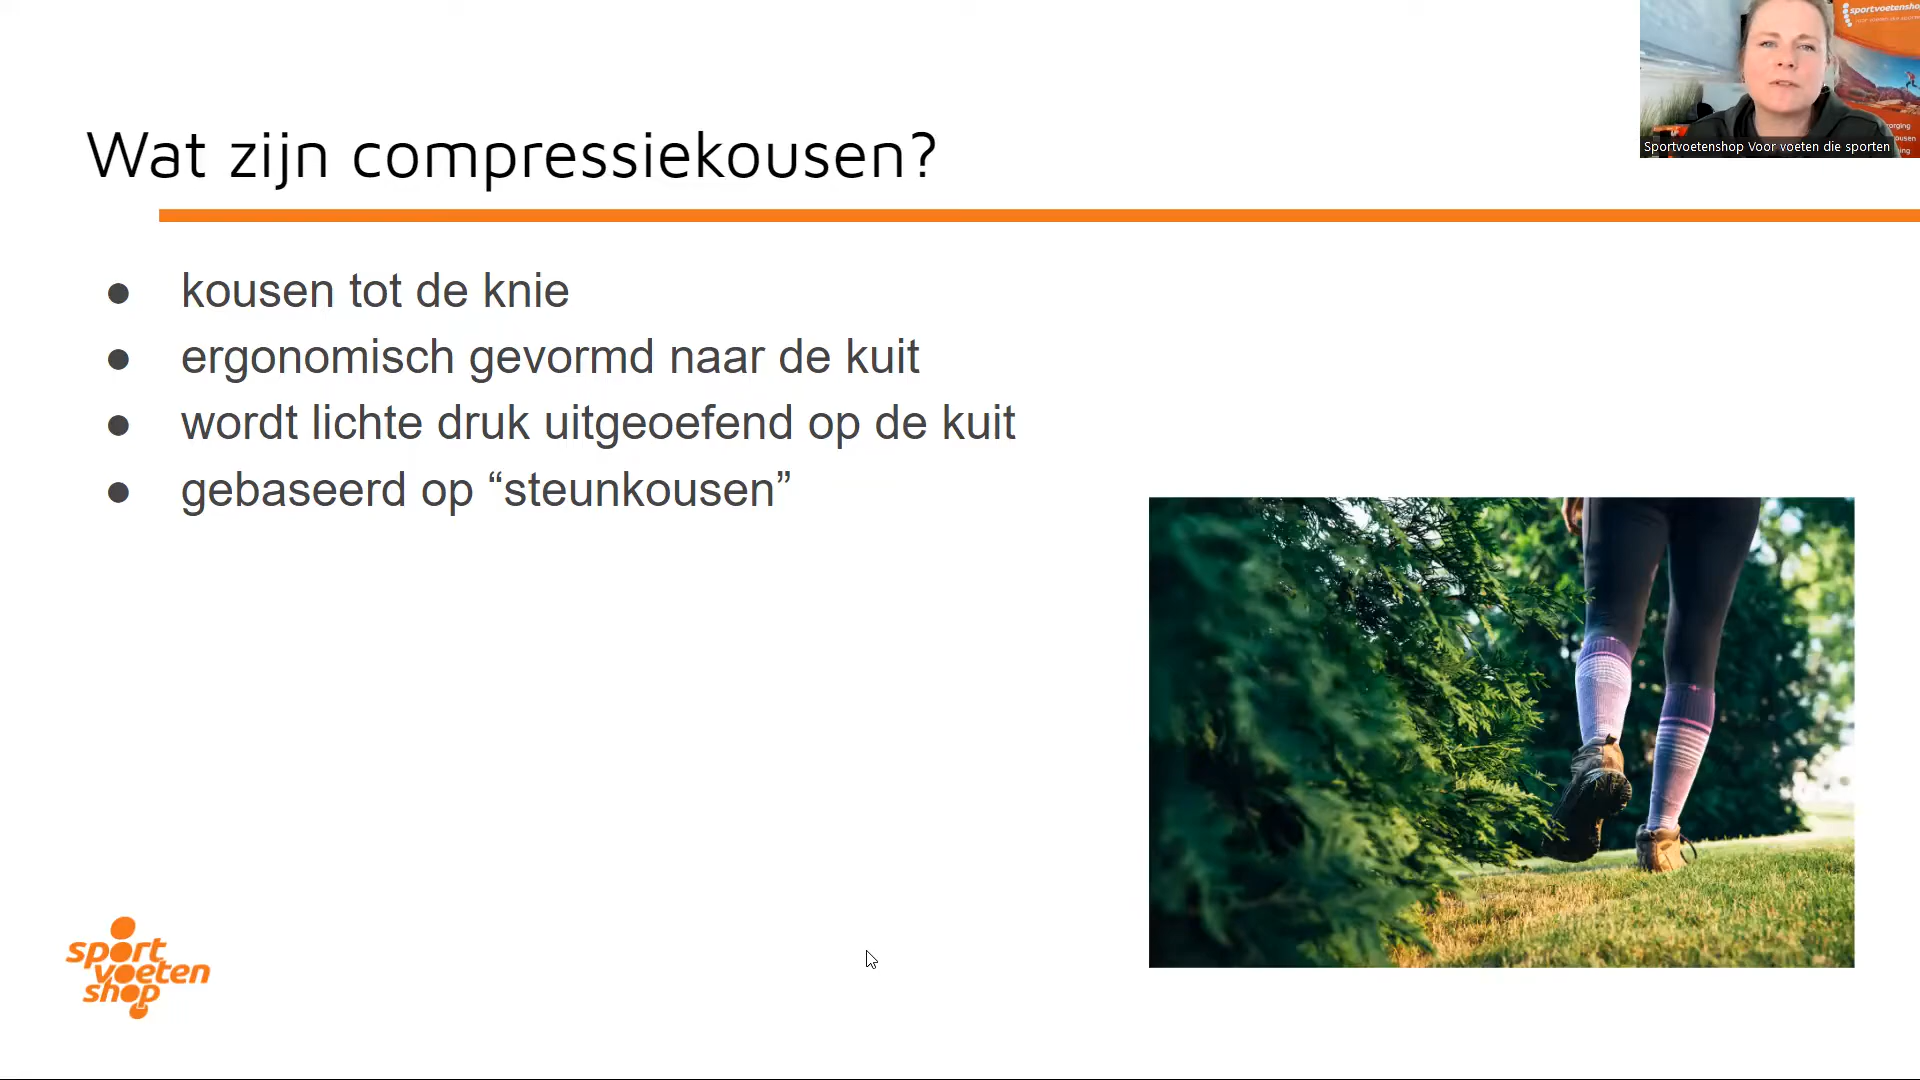 sportvoetenshop
Wat zijn compressiekousen?
Sportvoetenshop Voor voeten die sporten
● kousen tot de knie
● ergonomisch gevormd naar de kuit
● wordt lichte druk uitgeoefend op de kuit
● gebaseerd op “steunkousen”
sport
voeten
shop